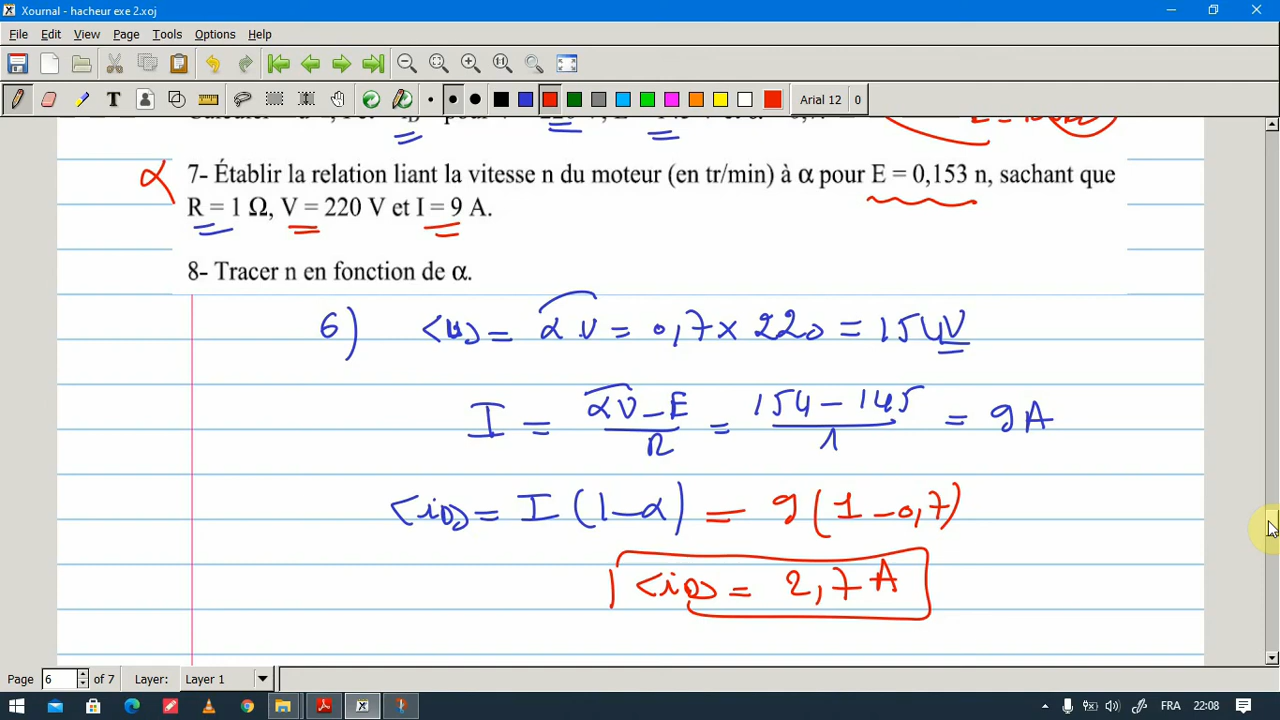 Xournal - hacheur exe 2.xoj
File Edit View Page Tools Options Help
Arial 12 0
α 7- Établir la relation liant la vitesse n du moteur (en tr/min) à α pour E = 0,153 n, sachant que
R = 1 Ω, V = 220 V et I = 9 A.
8- Tracer n en fonction de α.
6) <u> = αV = 0,7 x 220 = 154V
I = αV - E / R = 154 - 145 / 1 = 9 A
<iD> = I (1-α) = 9 (1 - 0,7)
<iD> = 2,7 A
Page 6 of 7 Layer: Layer 1
FRA 22:08